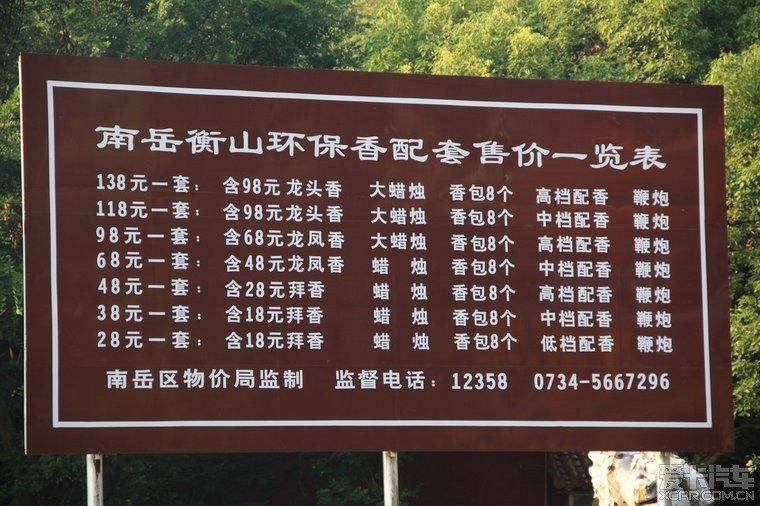 南岳衡山环保香配套售价一览表
138元一套： 含98元龙头香 大蜡烛 香包8个 高档配香 鞭炮
118元一套： 含98元龙头香 大蜡烛 香包8个 中档配香 鞭炮
98元一套： 含68元龙凤香 大蜡烛 香包8个 高档配香 鞭炮
68元一套： 含48元龙凤香 蜡烛 香包8个 中档配香 鞭炮
48元一套： 含28元拜香 蜡烛 香包8个 高档配香 鞭炮
38元一套： 含18元拜香 蜡烛 香包8个 中档配香 鞭炮
28元一套： 含18元拜香 蜡烛 香包8个 低档配香 鞭炮
南岳区物价局监制 监督电话：12358 0734-5667296
爱卡汽车
XCAR.COM.CN